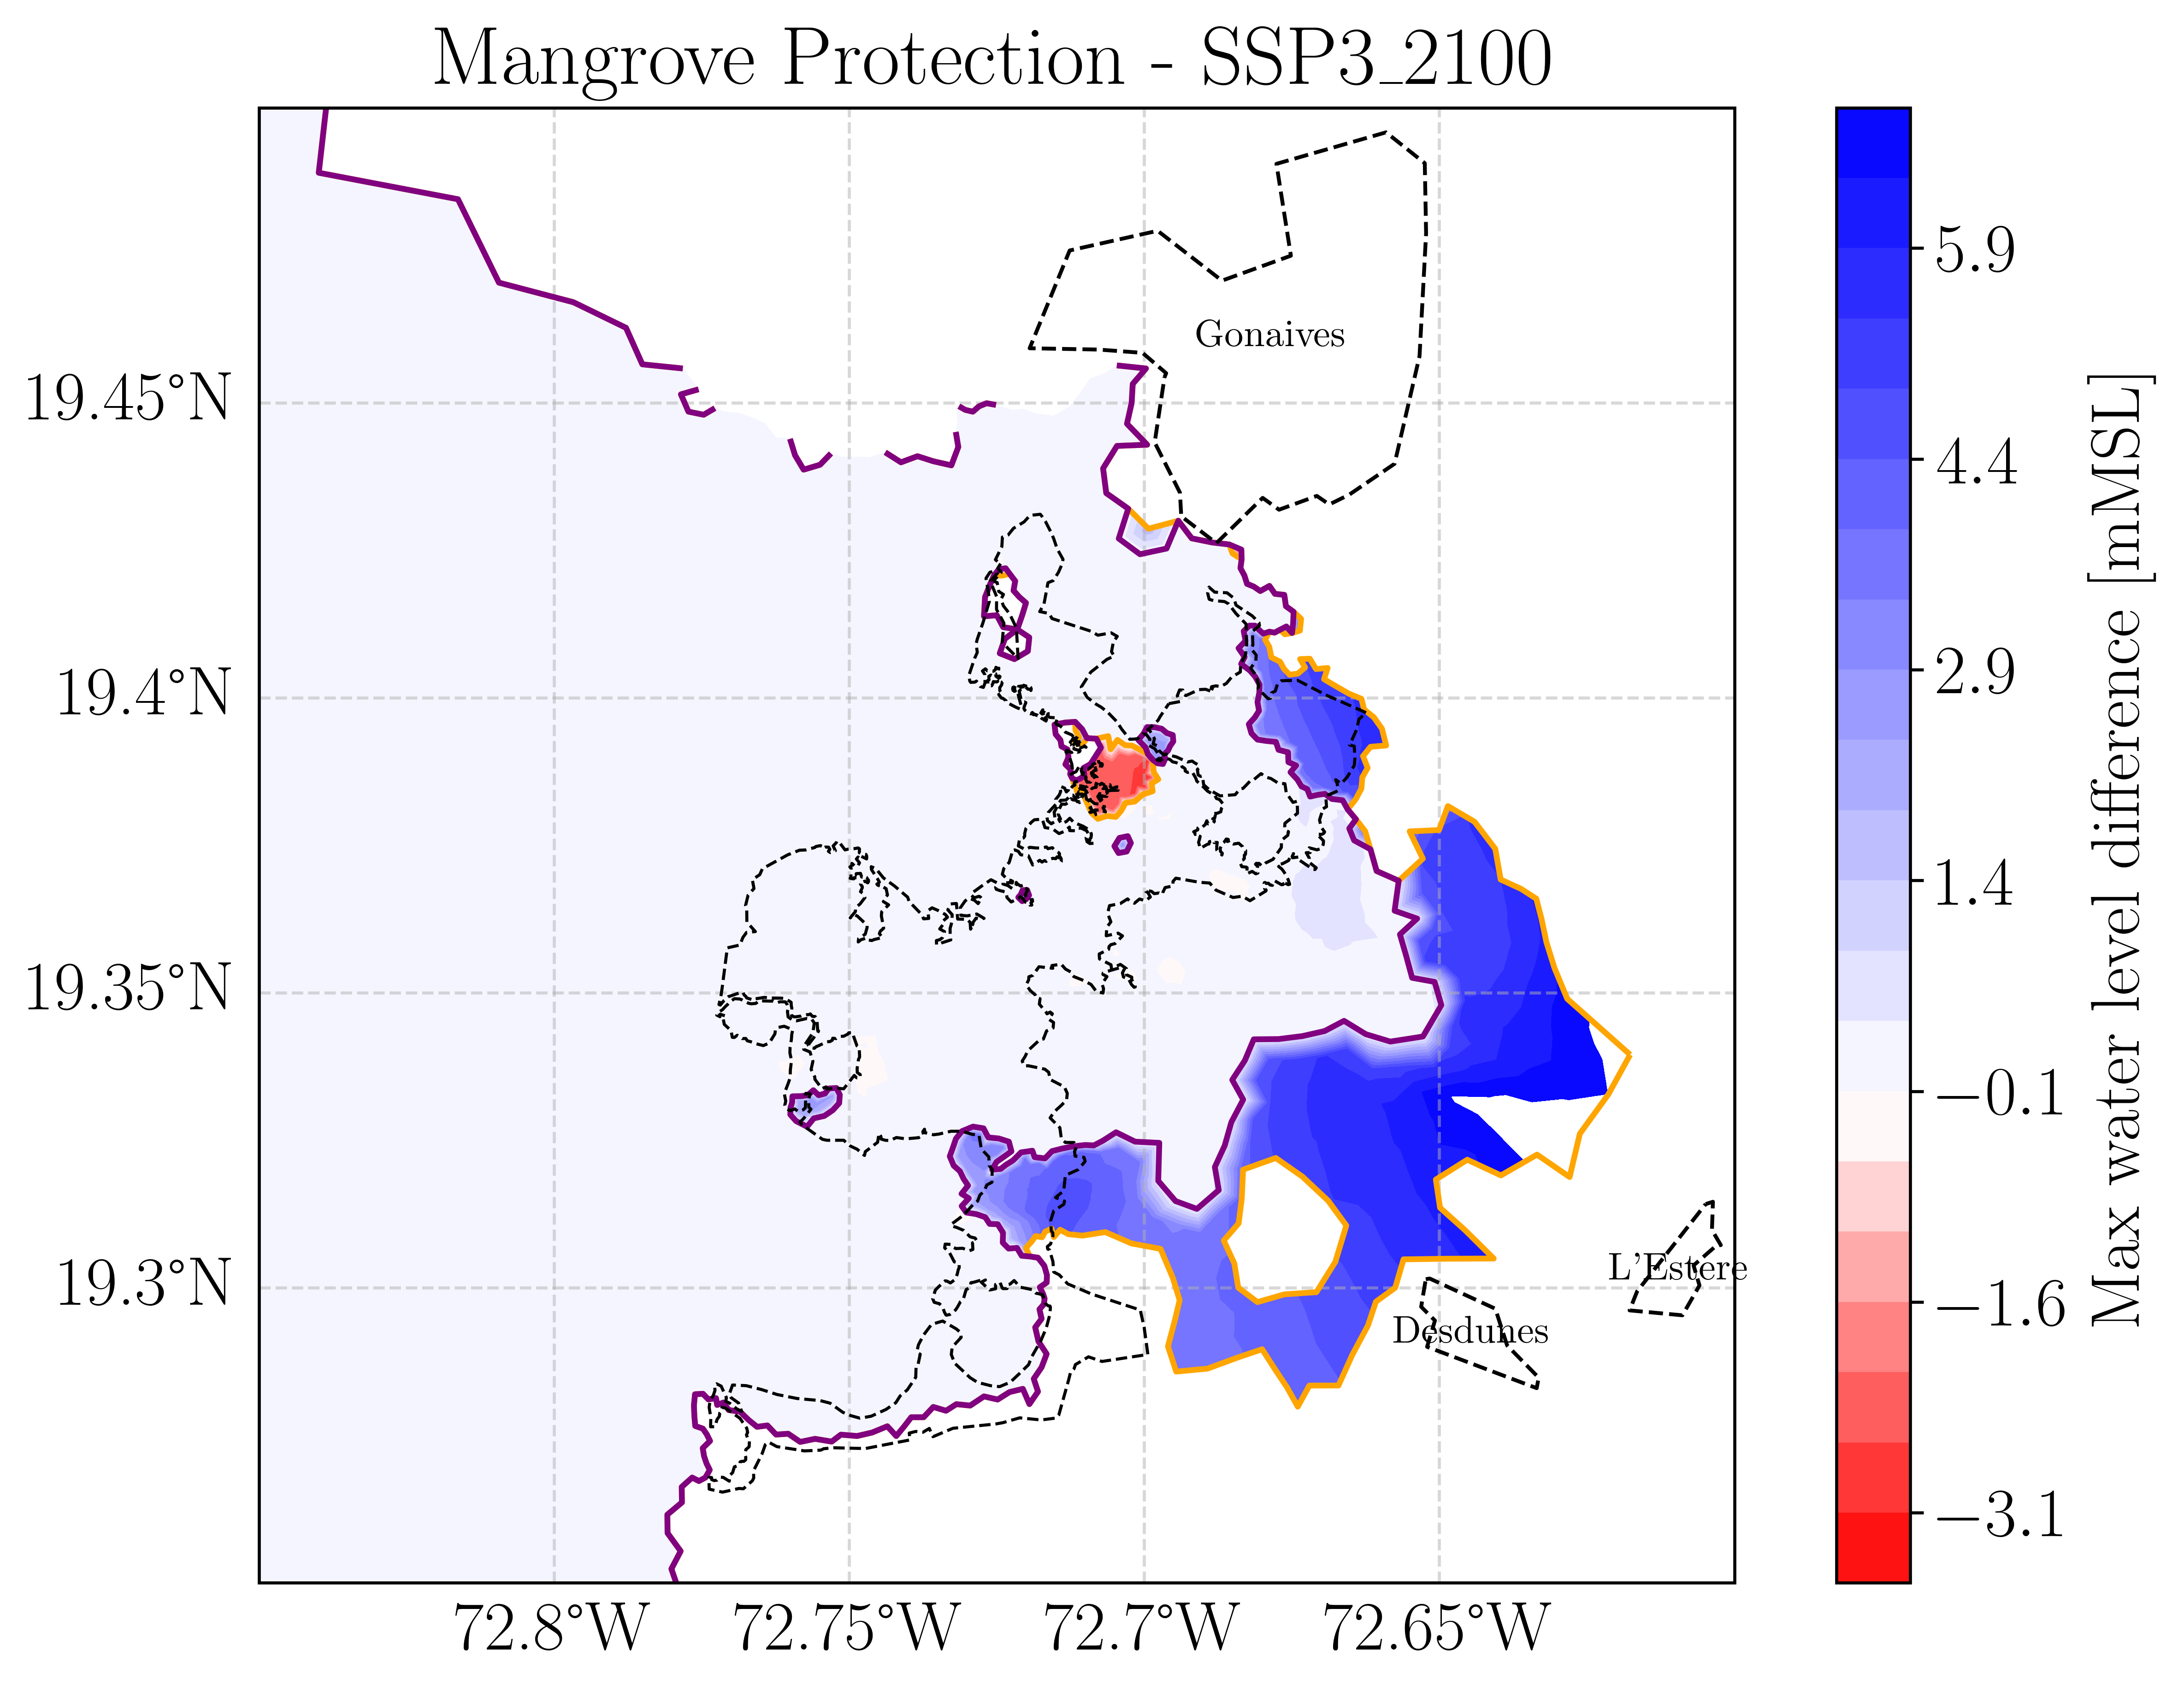 Mangrove Protection - SSP3_2100
Gonaives
L'Estere
Desdunes
19.45°N
19.4°N
19.35°N
19.3°N
72.8°W
72.75°W
72.7°W
72.65°W
5.9
4.4
2.9
1.4
−0.1
−1.6
−3.1
Max water level difference [mMSL]